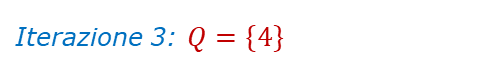 Iterazione 3: Q = {4}